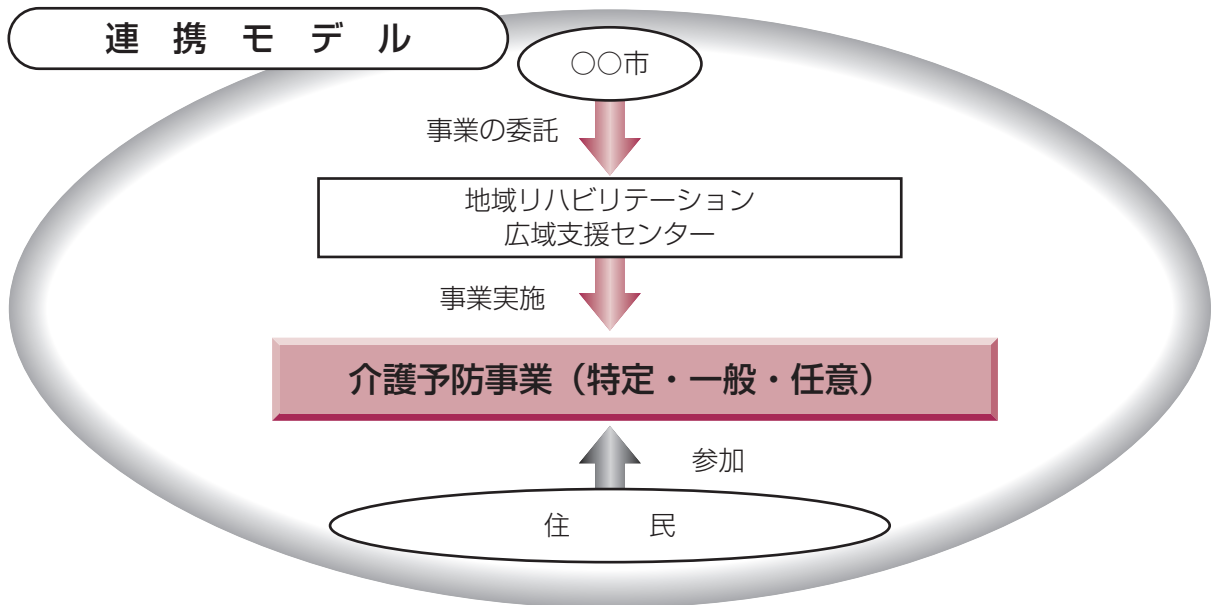 連携モデル
○○市
事業の委託
地域リハビリテーション
広域支援センター
事業実施
介護予防事業（特定・一般・任意）
参加
住民